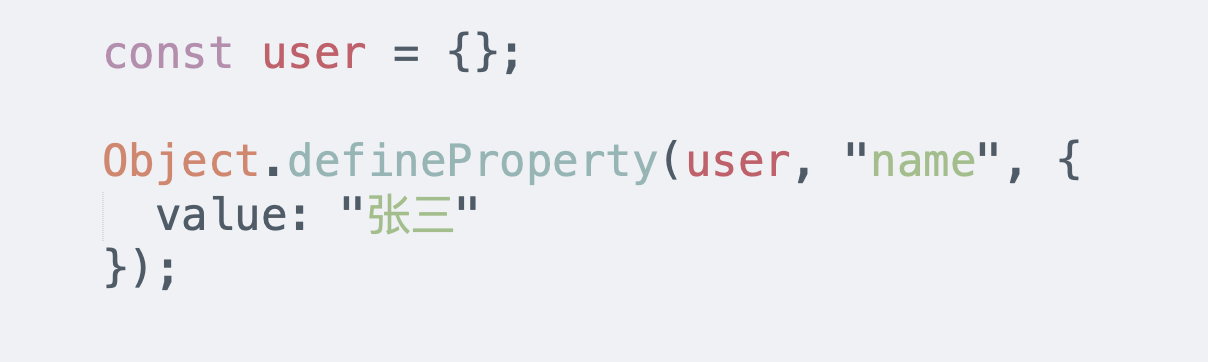 const user = {};
Object.defineProperty(user, "name", {
  value: "张三"
});